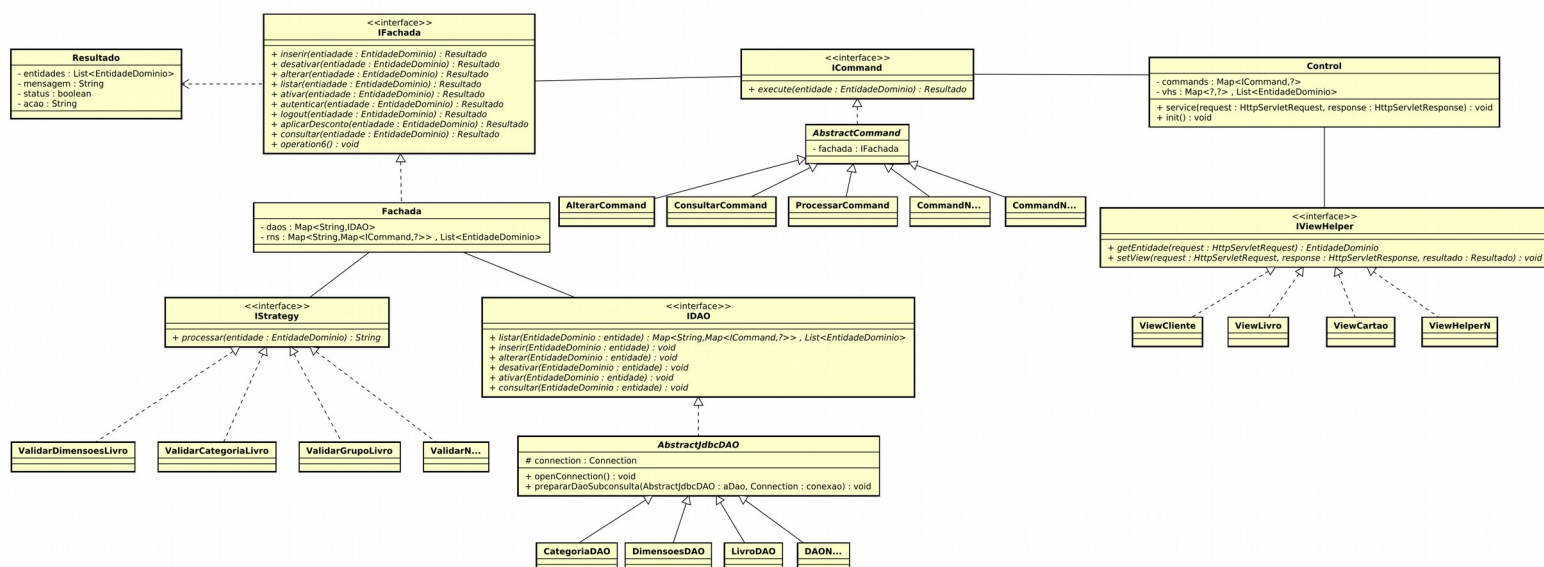 <<interface>>
IFachada
+ inserir(entiadade : EntidadeDominio) : Resultado
+ desativar(entiadade : EntidadeDominio) : Resultado
+ alterar(entiadade : EntidadeDominio) : Resultado
+ listar(entiadade : EntidadeDominio) : Resultado
+ ativar(entiadade : EntidadeDominio) : Resultado
+ autenticar(entiadade : EntidadeDominio) : Resultado
+ logout(entiadade : EntidadeDominio) : Resultado
+ aplicarDesconto(entiadade : EntidadeDominio) : Resultado
+ consultar(entiadade : EntidadeDominio) : Resultado
+ operation6() : void
Resultado
- entidades : List<EntidadeDominio>
- mensagem : String
- status : boolean
- acao : String
<<interface>>
ICommand
+ execute(entidade : EntidadeDominio) : Resultado
Control
- commands : Map<ICommand,?>
- vhs : Map<?,?> , List<EntidadeDominio>
+ service(request : HttpServletRequest, response : HttpServletResponse) : void
+ init() : void
AbstractCommand
- fachada : IFachada
AlterarCommand
ConsultarCommand
ProcessarCommand
CommandN...
CommandN...
Fachada
- daos : Map<String,IDAO>
- rns : Map<String,Map<ICommand,?>> , List<EntidadeDominio>
<<interface>>
IViewHelper
+ getEntidade(request : HttpServletRequest) : EntidadeDominio
+ setView(request : HttpServletRequest, response : HttpServletResponse, resultado : Resultado) : void
<<interface>>
IStrategy
+ processar(entidade : EntidadeDominio) : String
<<interface>>
IDAO
+ listar(EntidadeDominio : entidade) : Map<String,Map<ICommand,?>> , List<EntidadeDominio>
+ inserir(EntidadeDominio : entidade) : void
+ alterar(EntidadeDominio : entidade) : void
+ desativar(EntidadeDominio : entidade) : void
+ ativar(EntidadeDominio : entidade) : void
+ consultar(EntidadeDominio : entidade) : void
ViewCliente
ViewLivro
ViewCartao
ViewHelperN
ValidarDimensoesLivro
ValidarCategoriaLivro
ValidarGrupoLivro
ValidarN...
AbstractJdbcDAO
# connection : Connection
+ openConnection() : void
+ prepararDaoSubconsulta(AbstractJdbcDAO : aDao, Connection : conexao) : void
CategoriaDAO
DimensoesDAO
LivroDAO
DAON...